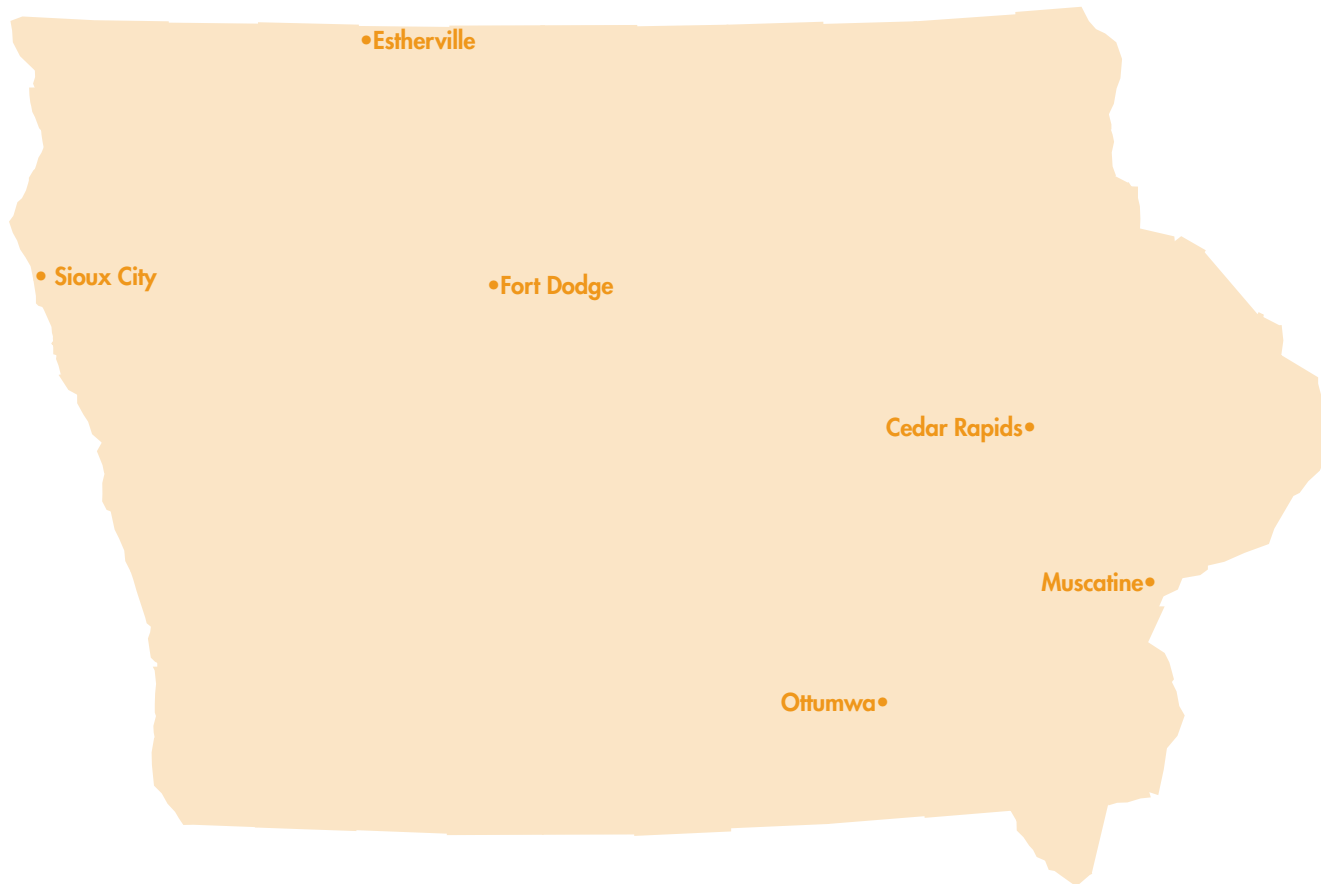 Estherville
Sioux City
Fort Dodge
Cedar Rapids
Muscatine
Ottumwa